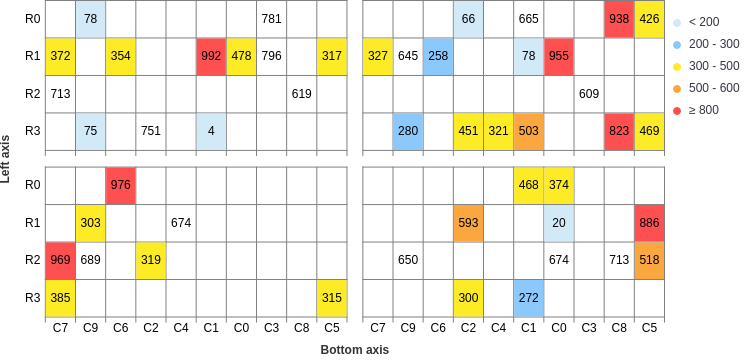 R0 78 781 66 665 938 426
R1 372 354 992 478 796 317 327 645 258 78 955
R2 713 619 609
R3 75 751 4 280 451 321 503 823 469
R0 976 468 374
R1 303 674 593 20 886
R2 969 689 319 650 674 713 518
R3 385 315 300 272
C7 C9 C6 C2 C4 C1 C0 C3 C8 C5 C7 C9 C6 C2 C4 C1 C0 C3 C8 C5
Left axis
Bottom axis
< 200
200 - 300
300 - 500
500 - 600
≥ 800